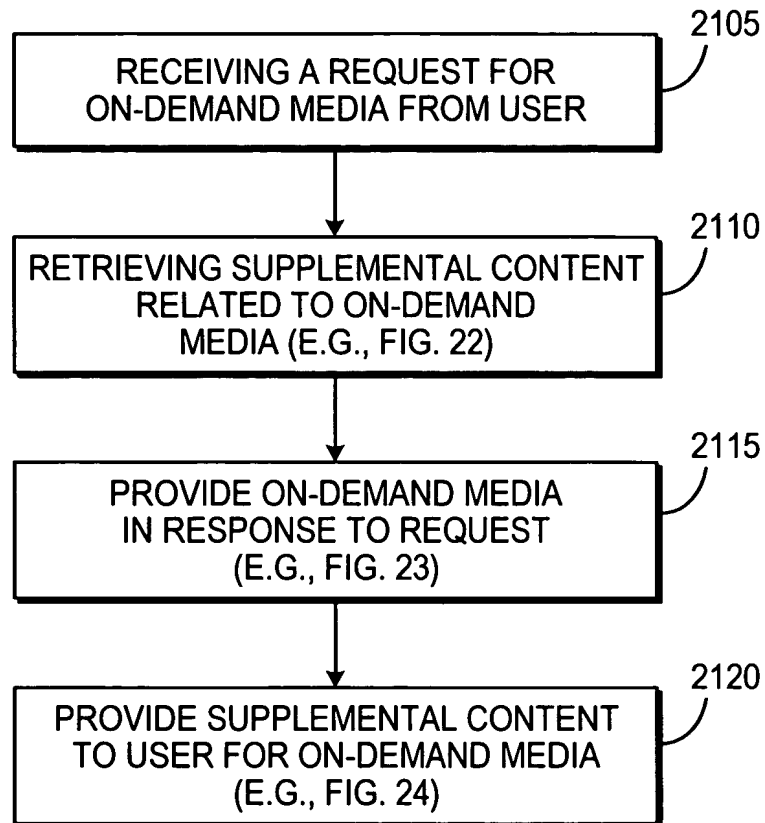 2105
RECEIVING A REQUEST FOR
ON-DEMAND MEDIA FROM USER
2110
RETRIEVING SUPPLEMENTAL CONTENT
RELATED TO ON-DEMAND
MEDIA (E.G., FIG. 22)
2115
PROVIDE ON-DEMAND MEDIA
IN RESPONSE TO REQUEST
(E.G., FIG. 23)
2120
PROVIDE SUPPLEMENTAL CONTENT
TO USER FOR ON-DEMAND MEDIA
(E.G., FIG. 24)